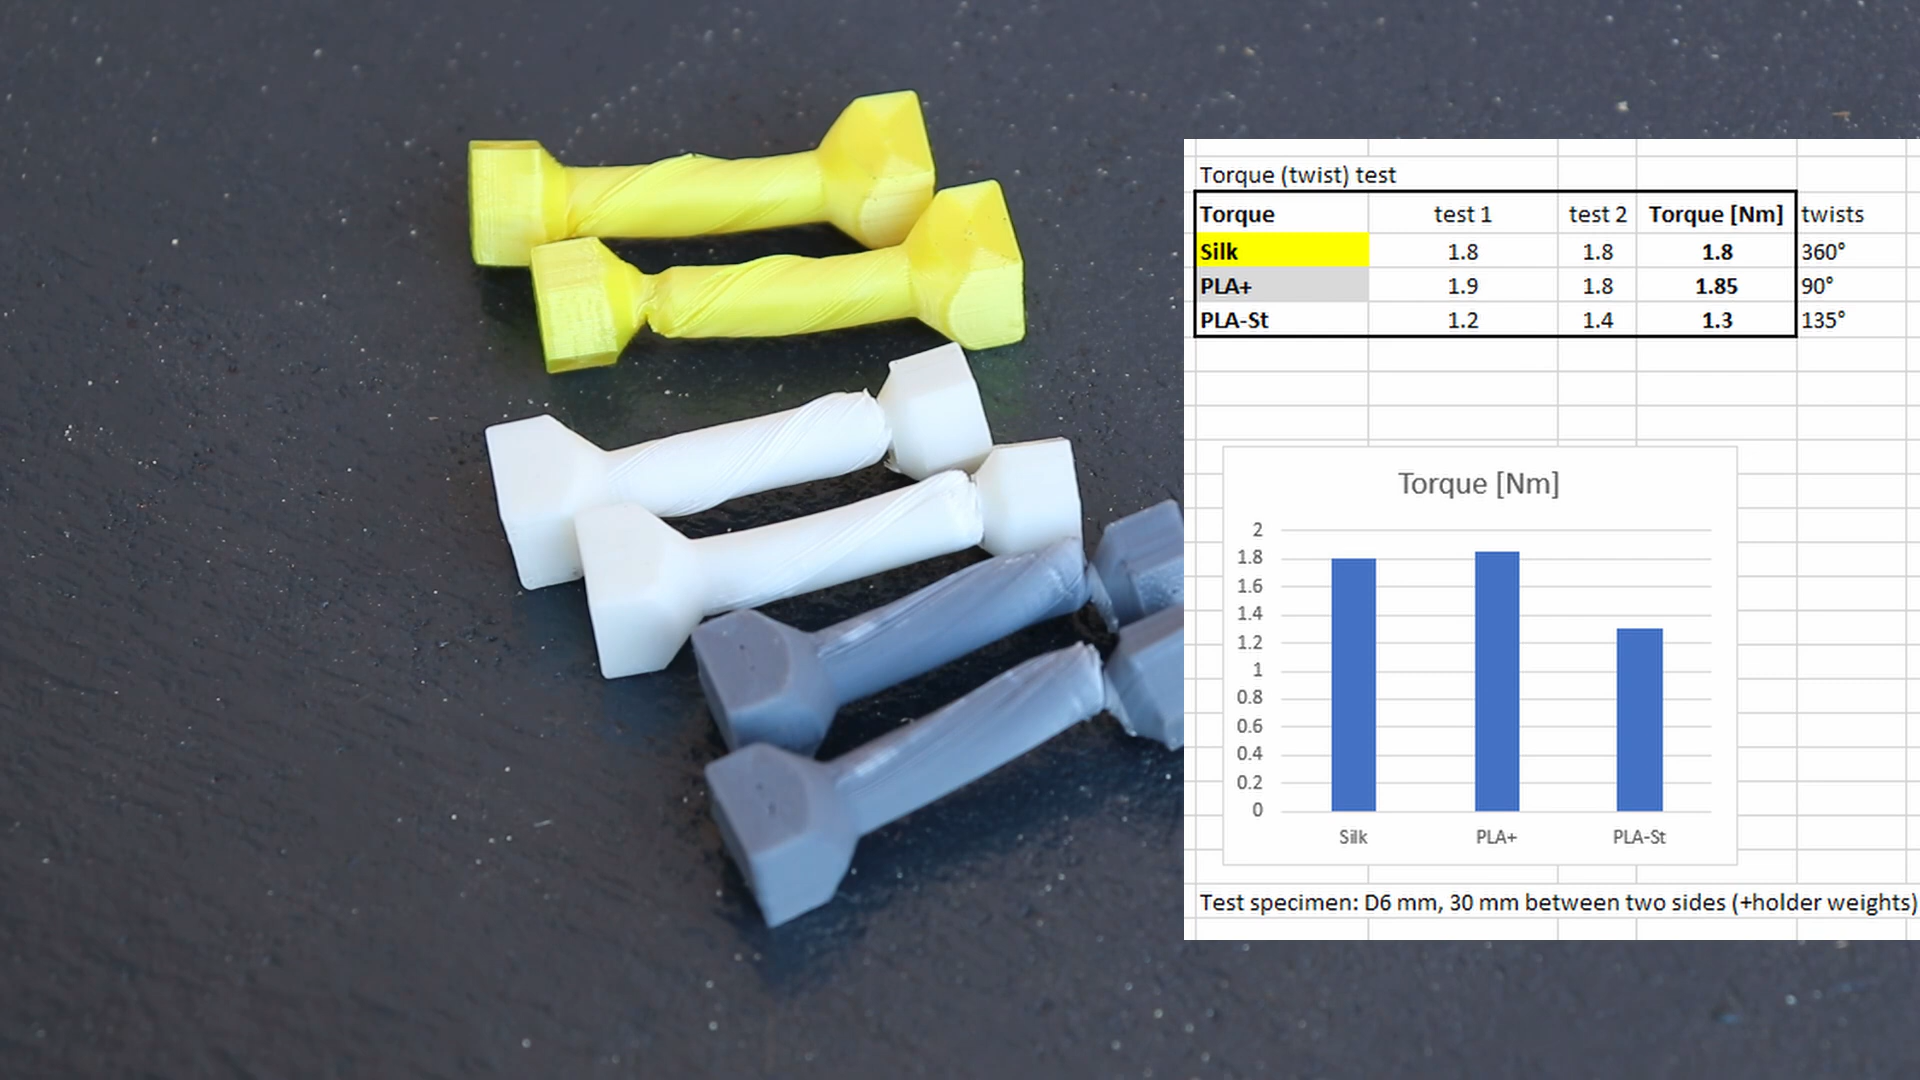 Torque (twist) test
Torque test 1 test 2 Torque [Nm] twists
Silk 1.8 1.8 1.8 360°
PLA+ 1.9 1.8 1.85 90°
PLA-St 1.2 1.4 1.3 135°
Torque [Nm]
2
1.8
1.6
1.4
1.2
1
0.8
0.6
0.4
0.2
0
Silk PLA+ PLA-St
Test specimen: D6 mm, 30 mm between two sides (+holder weights)